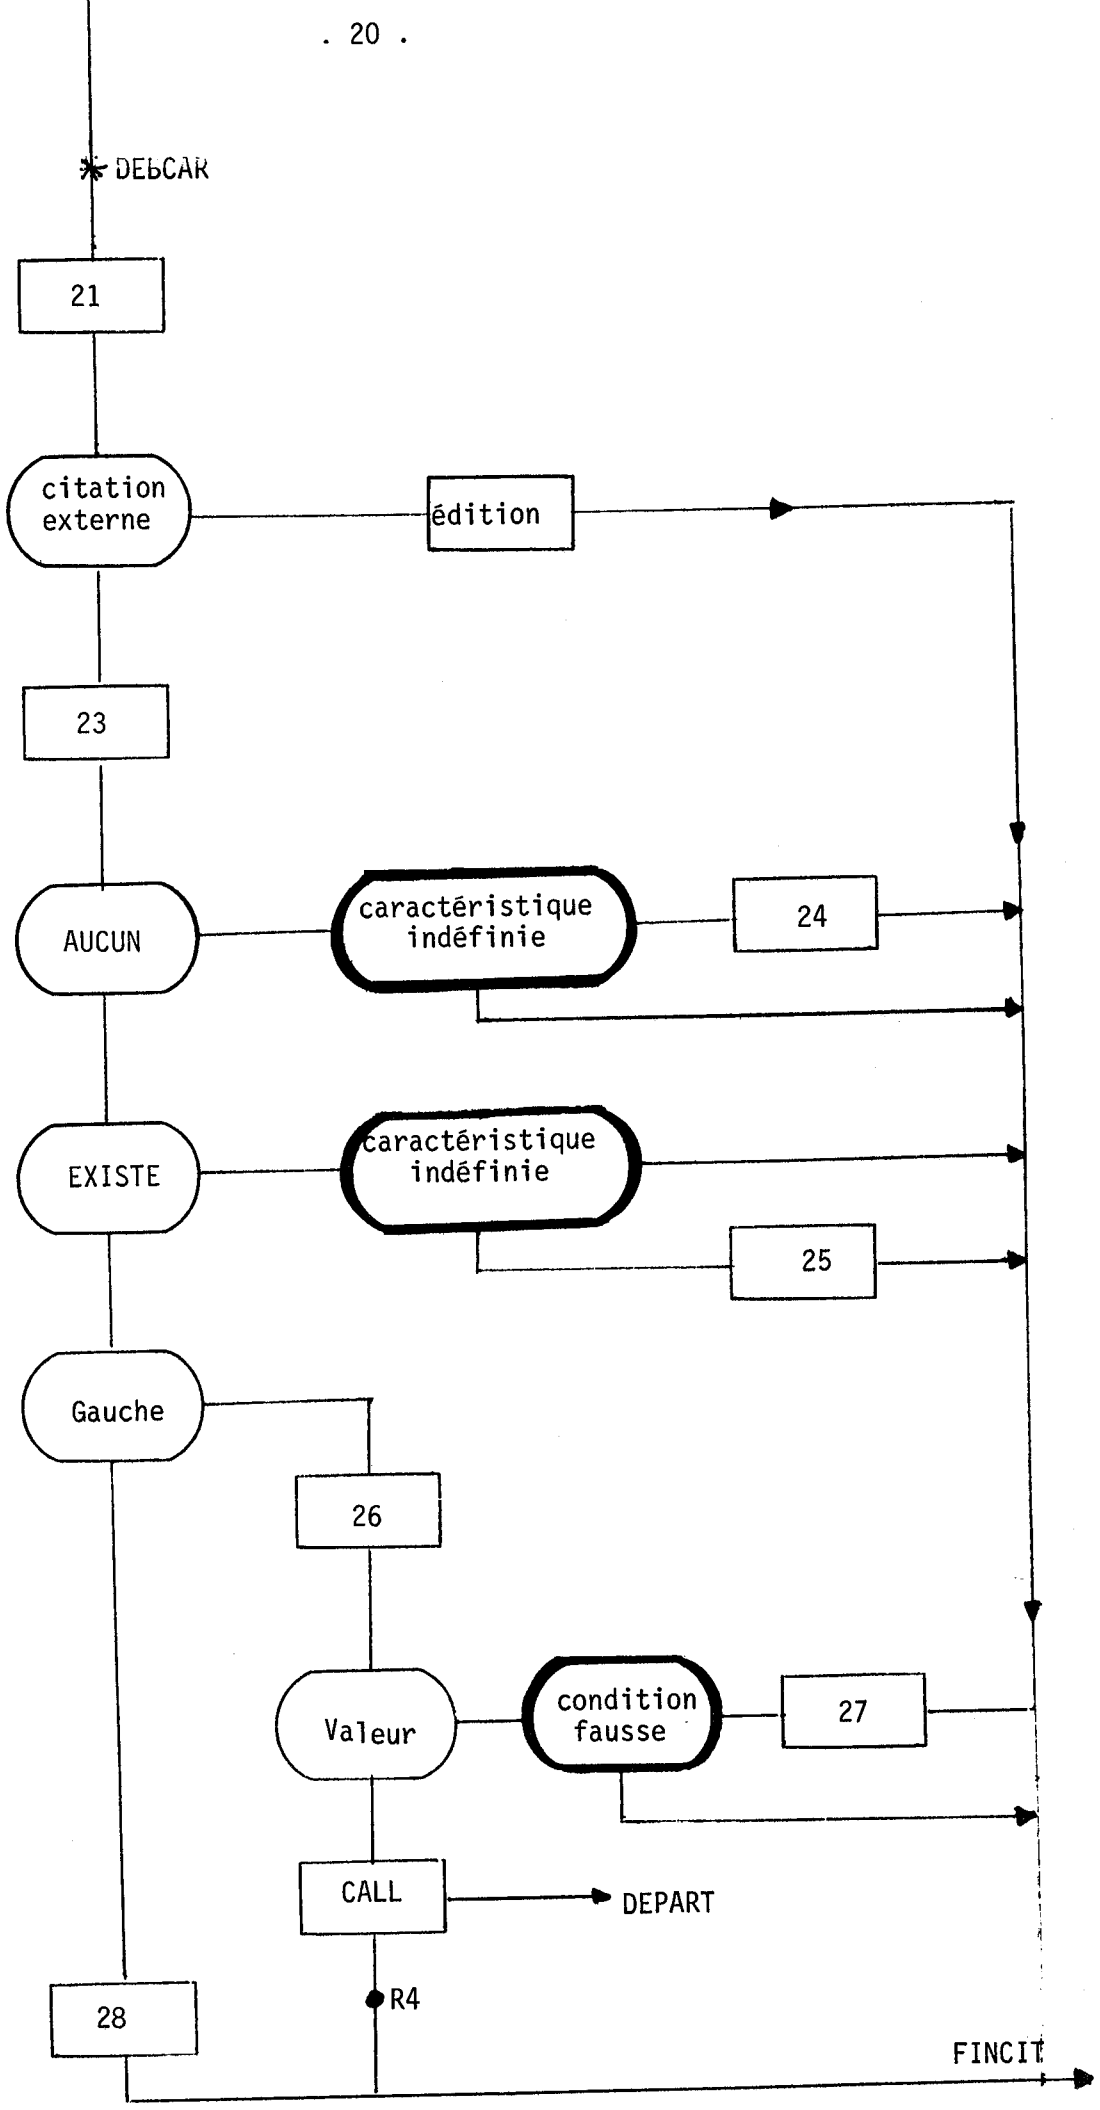 . 20 .
DEBCAR
21
citation
externe
édition
23
AUCUN
caractéristique
indéfinie
24
EXISTE
caractéristique
indéfinie
25
Gauche
26
Valeur
condition
fausse
27
CALL
DEPART
R4
28
FINCIT